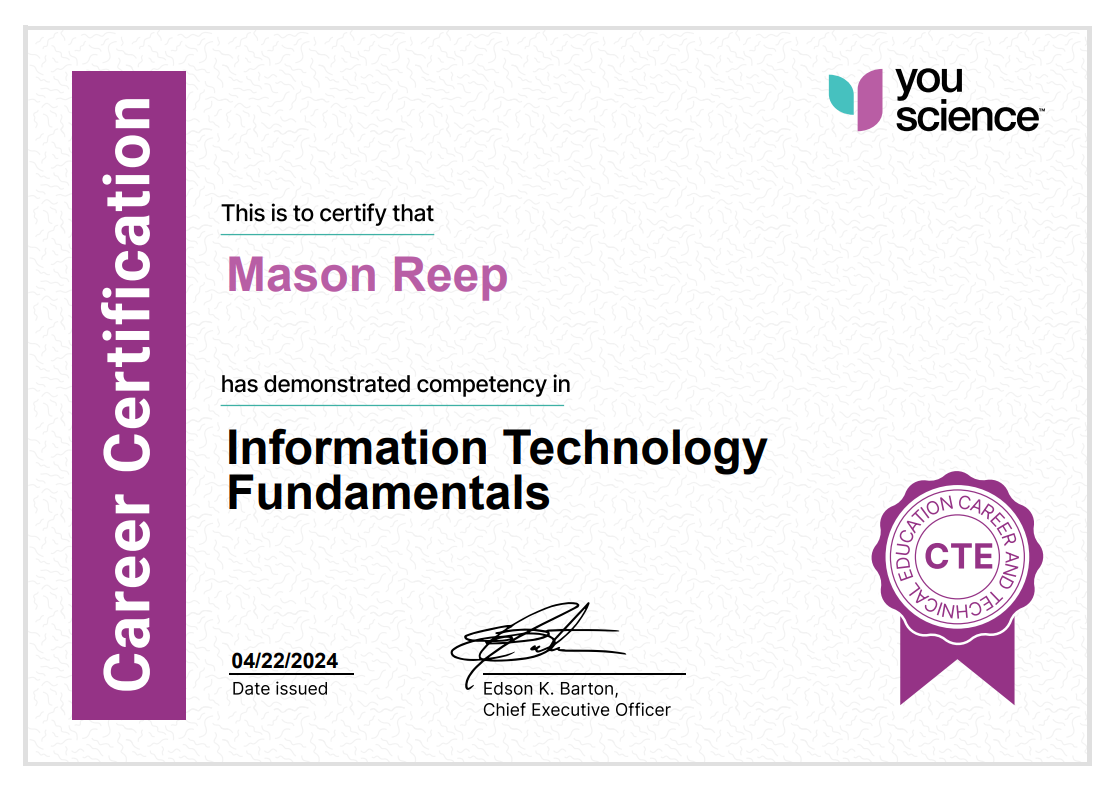 Career Certification
you
science™
This is to certify that
Mason Reep
has demonstrated competency in
Information Technology
Fundamentals
CAREER AND TECHNICAL EDUCATION
CTE
04/22/2024
Date issued
Edson K. Barton,
Chief Executive Officer